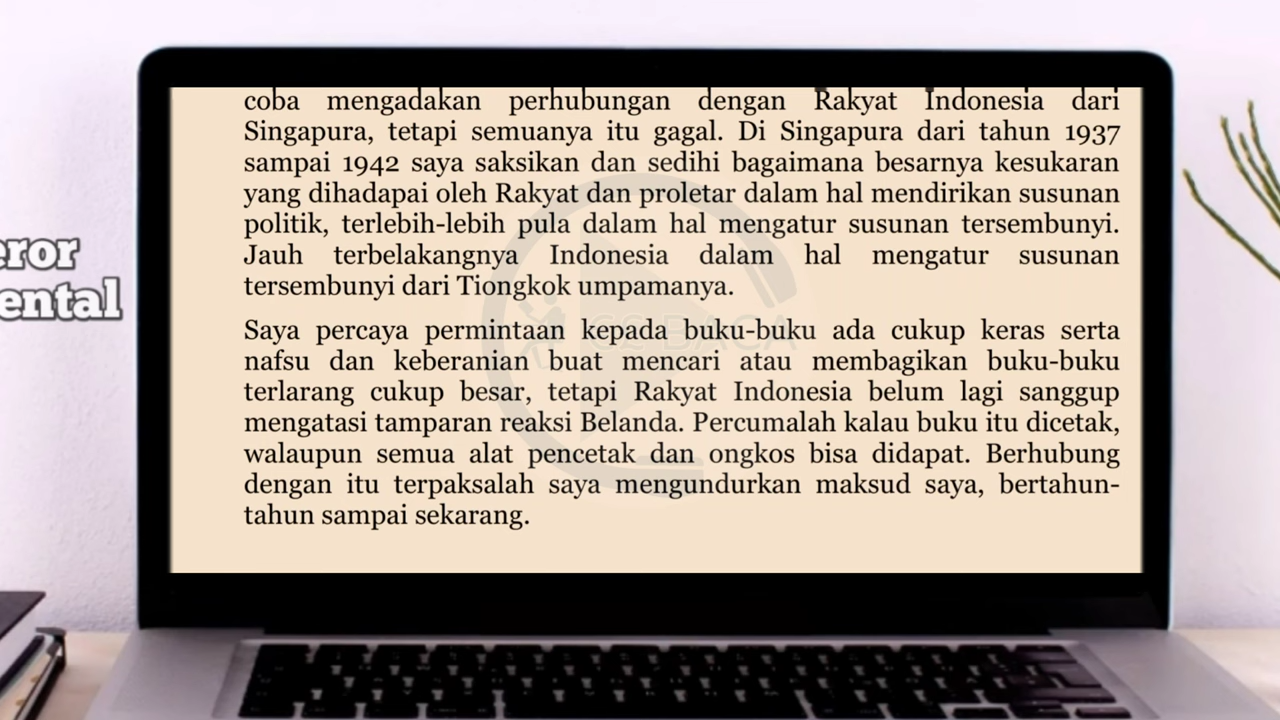 coba mengadakan perhubungan dengan Rakyat Indonesia dari
Singapura, tetapi semuanya itu gagal. Di Singapura dari tahun 1937
sampai 1942 saya saksikan dan sedihi bagaimana besarnya kesukaran
yang dihadapai oleh Rakyat dan proletar dalam hal mendirikan susunan
politik, terlebih-lebih pula dalam hal mengatur susunan tersembunyi.
Jauh terbelakangnya Indonesia dalam hal mengatur susunan
tersembunyi dari Tiongkok umpamanya.
Saya percaya permintaan kepada buku-buku ada cukup keras serta
nafsu dan keberanian buat mencari atau membagikan buku-buku
terlarang cukup besar, tetapi Rakyat Indonesia belum lagi sanggup
mengatasi tamparan reaksi Belanda. Percumalah kalau buku itu dicetak,
walaupun semua alat pencetak dan ongkos bisa didapat. Berhubung
dengan itu terpaksalah saya mengundurkan maksud saya, bertahun-
tahun sampai sekarang.
eror
ental